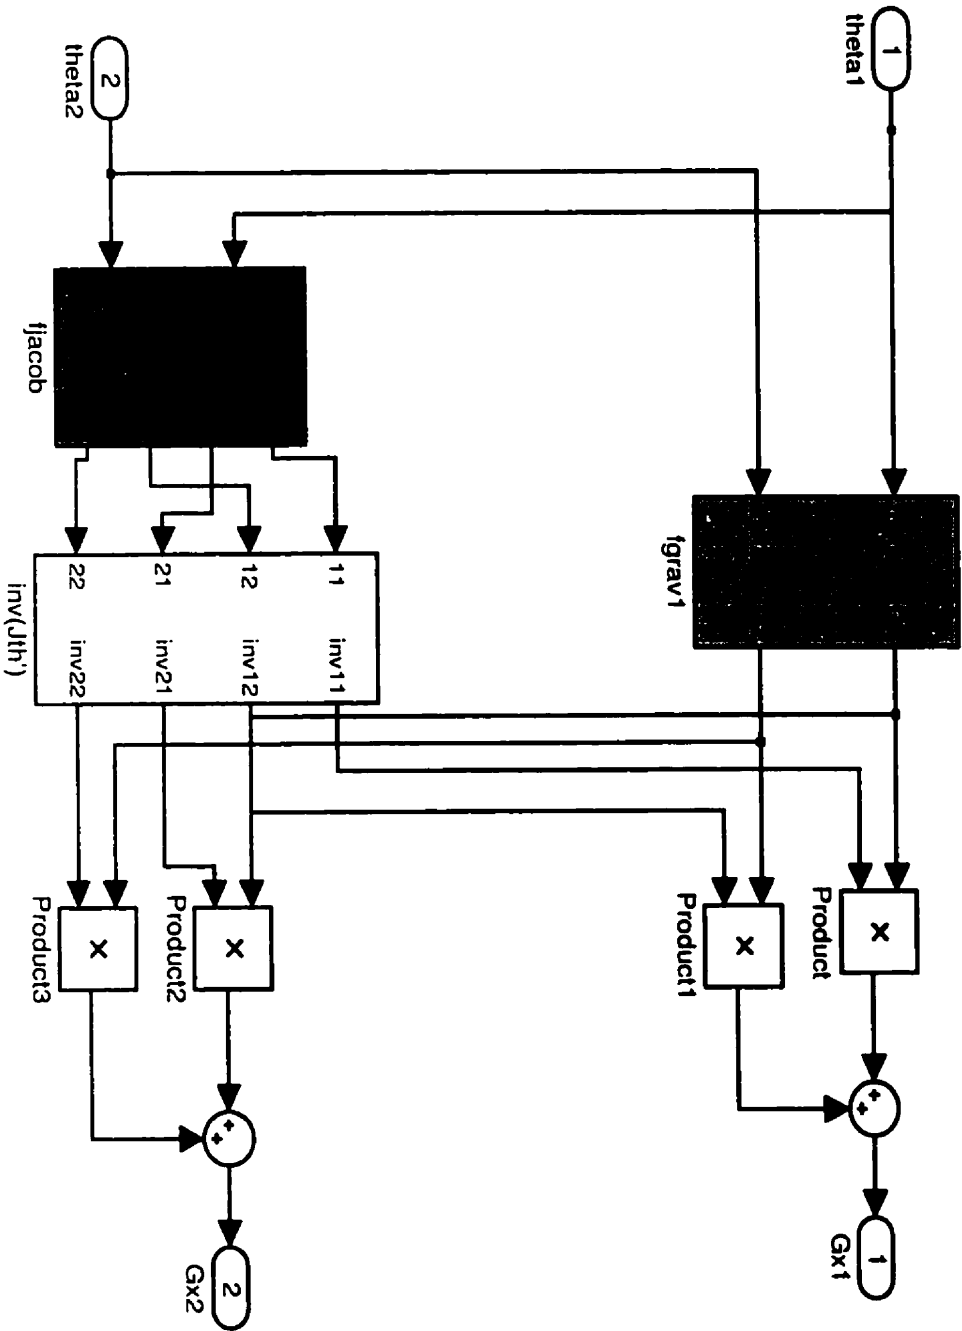 1
theta1
2
theta2
fjacob
fgrav1
11
12
21
22
inv11
inv12
inv21
inv22
inv(Jth')
×
Product
×
Product1
×
Product2
×
Product3
+
+
+
+
1
Gx1
2
Gx2